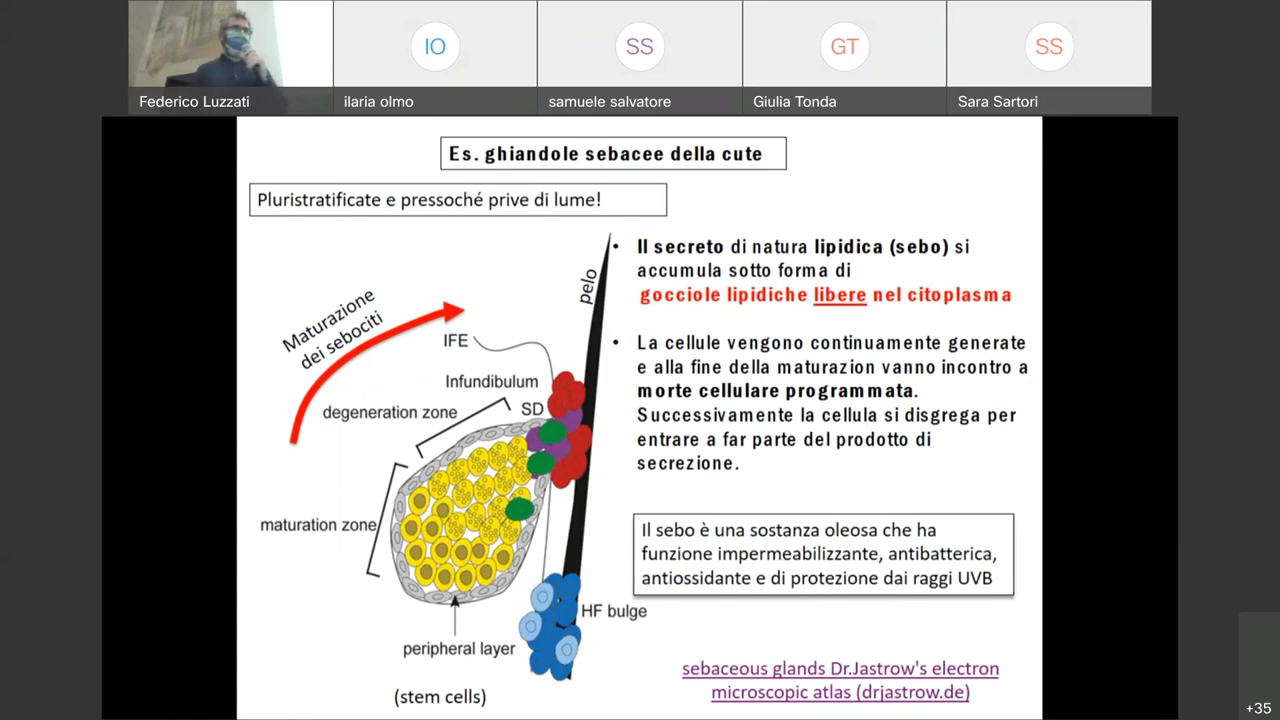 IO
SS
GT
SS
Federico Luzzati
ilaria olmo
samuele salvatore
Giulia Tonda
Sara Sartori
Es. ghiandole sebacee della cute
Pluristratificate e pressoché prive di lume!
Maturazione
dei sebociti
pelo
IFE
Infundibulum
degeneration zone
SD
maturation zone
HF bulge
peripheral layer
(stem cells)
• Il secreto di natura lipidica (sebo) si
accumula sotto forma di
gocciole lipidiche libere nel citoplasma
• La cellule vengono continuamente generate
e alla fine della maturazion vanno incontro a
morte cellulare programmata.
Successivamente la cellula si disgrega per
entrare a far parte del prodotto di
secrezione.
Il sebo è una sostanza oleosa che ha
funzione impermeabilizzante, antibatterica,
antiossidante e di protezione dai raggi UVB
sebaceous glands Dr.Jastrow's electron
microscopic atlas (drjastrow.de)
+35